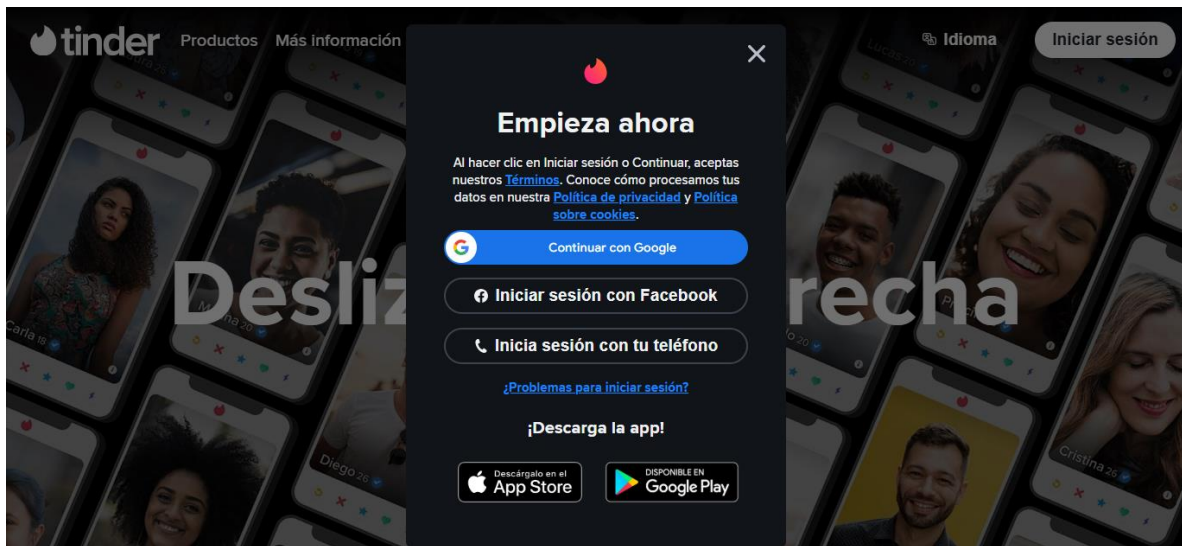 tinder Productos Más información Idioma Iniciar sesión
Empieza ahora
Al hacer clic en Iniciar sesión o Continuar, aceptas
nuestros Términos. Conoce cómo procesamos tus
datos en nuestra Política de privacidad y Política
sobre cookies.
Continuar con Google
Iniciar sesión con Facebook
Inicia sesión con tu teléfono
¿Problemas para iniciar sesión?
¡Descarga la app!
Descárgalo en el
App Store
DISPONIBLE EN
Google Play
Desliz
recha
Carla 18
Diego 26
Cristina 26
Lucas 20